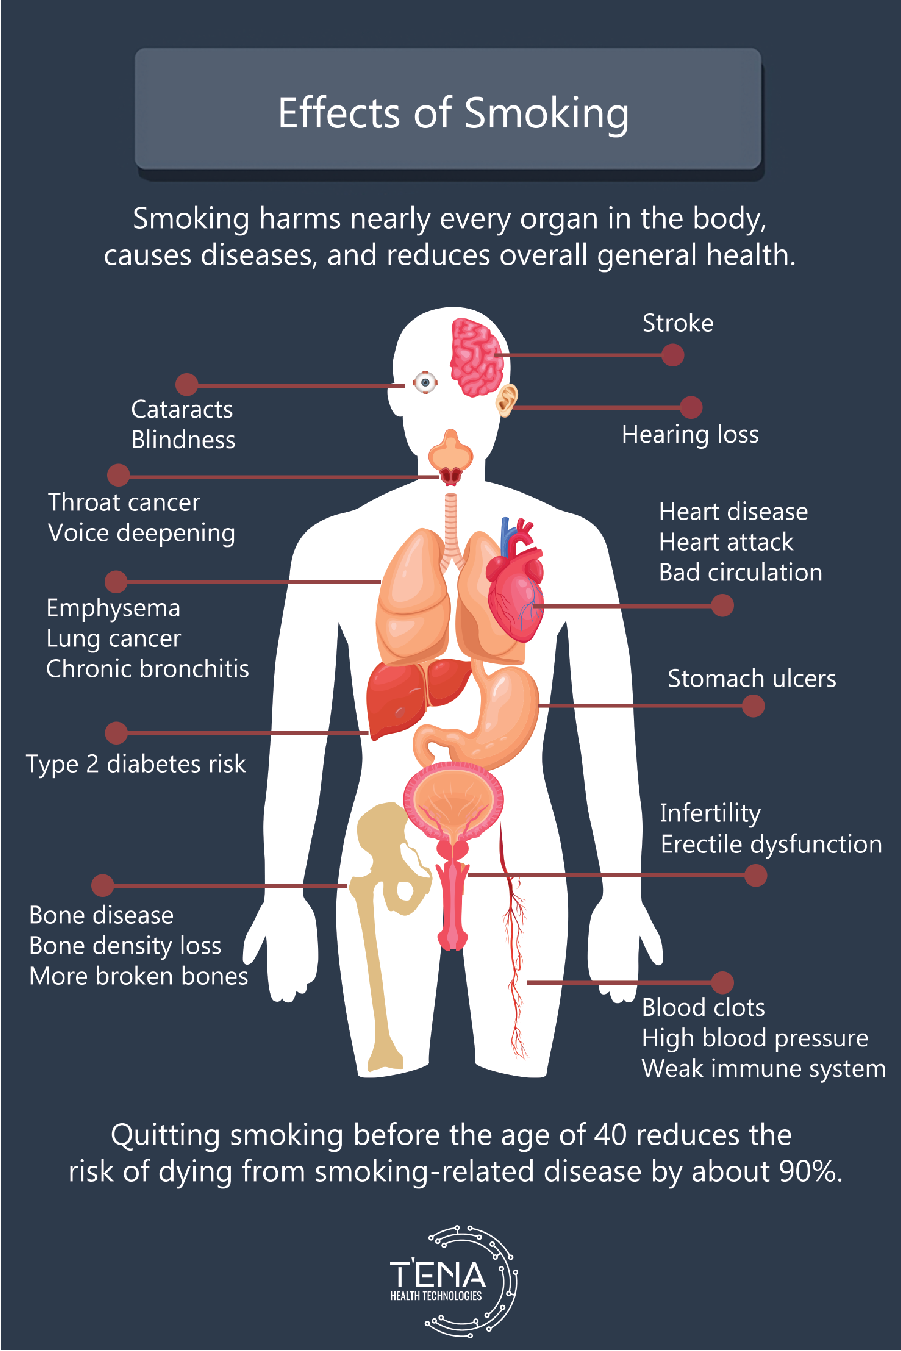 Effects of Smoking
Smoking harms nearly every organ in the body,
causes diseases, and reduces overall general health.
Stroke
Cataracts
Blindness
Hearing loss
Throat cancer
Voice deepening
Heart disease
Heart attack
Bad circulation
Emphysema
Lung cancer
Chronic bronchitis
Stomach ulcers
Type 2 diabetes risk
Infertility
Erectile dysfunction
Bone disease
Bone density loss
More broken bones
Blood clots
High blood pressure
Weak immune system
Quitting smoking before the age of 40 reduces the
risk of dying from smoking-related disease by about 90%.
T'ENA
HEALTH TECHNOLOGIES